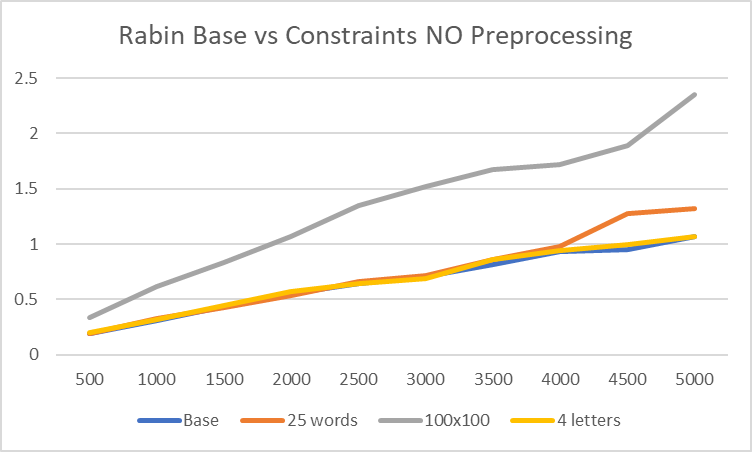 Rabin Base vs Constraints NO Preprocessing
2.5
2
1.5
1
0.5
0
500 1000 1500 2000 2500 3000 3500 4000 4500 5000
Base 25 words 100x100 4 letters